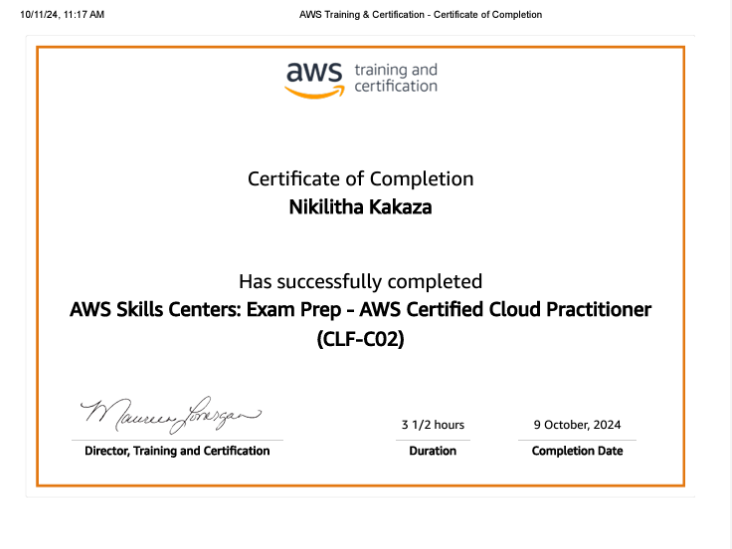 10/11/24, 11:17 AM
AWS Training & Certification - Certificate of Completion
aws training and
certification
Certificate of Completion
Nikilitha Kakaza
Has successfully completed
AWS Skills Centers: Exam Prep - AWS Certified Cloud Practitioner
(CLF-C02)
Maureen Lonergan
3 1/2 hours
9 October, 2024
Director, Training and Certification
Duration
Completion Date